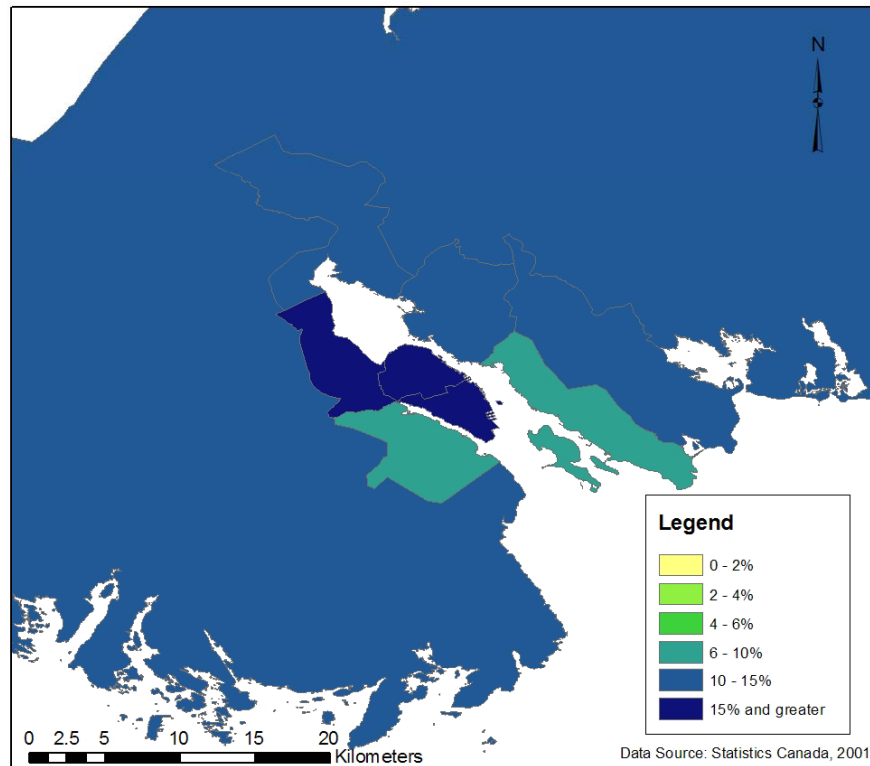 N
Legend
0 - 2%
2 - 4%
4 - 6%
6 - 10%
10 - 15%
15% and greater
0 2.5 5 10 15 20
Kilometers
Data Source: Statistics Canada, 2001